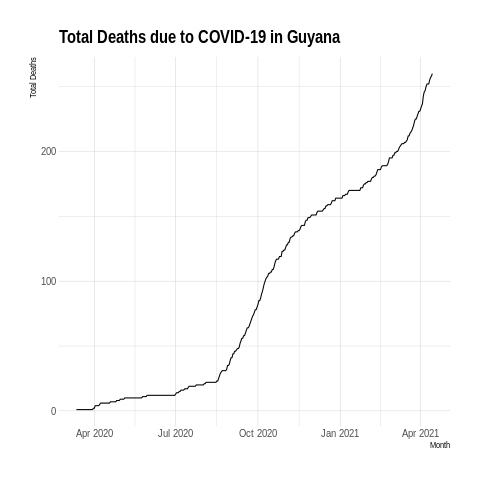 Total Deaths due to COVID-19 in Guyana
Total Deaths
200
100
0
Apr 2020 Jul 2020 Oct 2020 Jan 2021 Apr 2021
Month